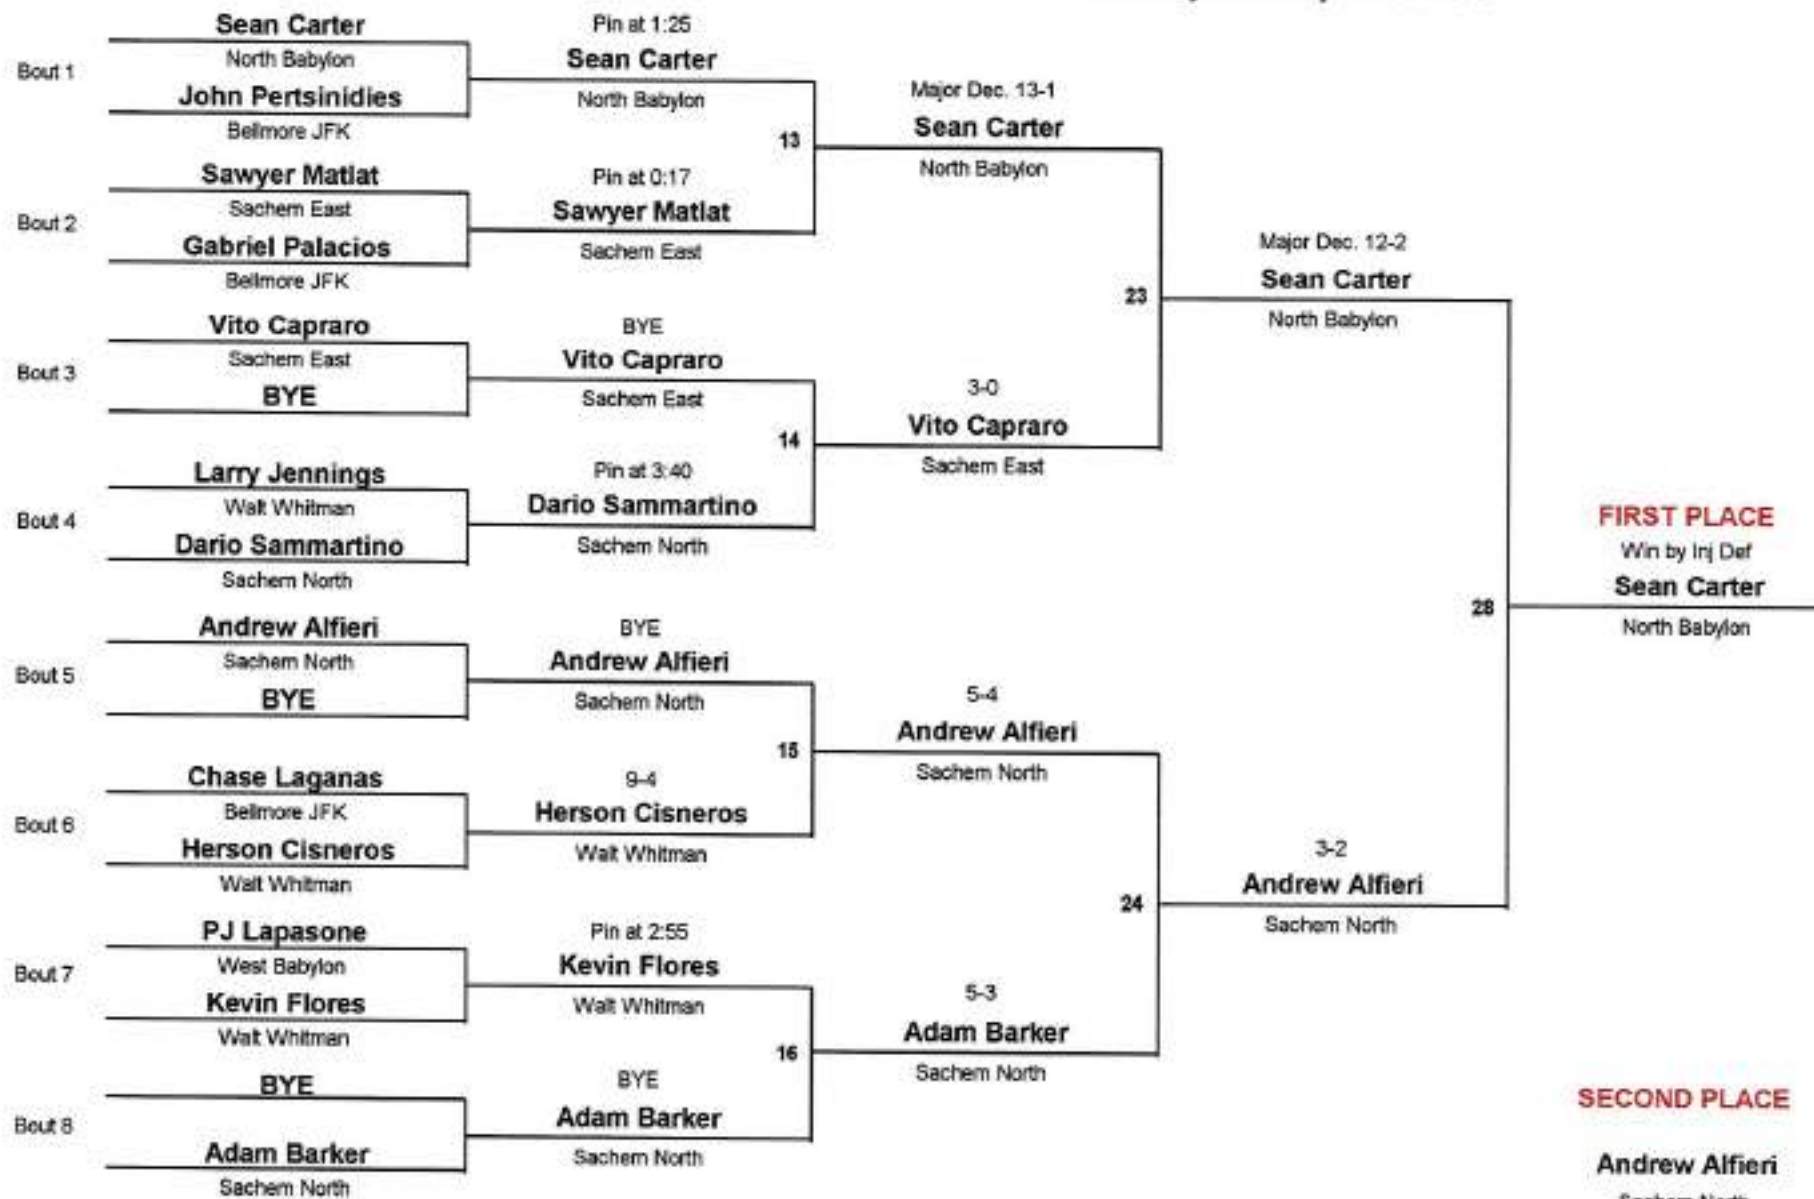 Bout 1
Sean Carter
North Babylon
John Pertsinidies
Bellmore JFK
Bout 2
Sawyer Matlat
Sachem East
Gabriel Palacios
Bellmore JFK
Bout 3
Vito Capraro
Sachem East
BYE
Bout 4
Larry Jennings
Walt Whitman
Dario Sammartino
Sachem North
Bout 5
Andrew Alfieri
Sachem North
BYE
Bout 6
Chase Laganas
Bellmore JFK
Herson Cisneros
Walt Whitman
Bout 7
PJ Lapasone
West Babylon
Kevin Flores
Walt Whitman
Bout 8
BYE
Adam Barker
Sachem North
Pin at 1:25
Sean Carter
North Babylon
13
Pin at 0:17
Sawyer Matlat
Sachem East
BYE
Vito Capraro
Sachem East
14
Pin at 3:40
Dario Sammartino
Sachem North
BYE
Andrew Alfieri
Sachem North
15
9-4
Herson Cisneros
Walt Whitman
Pin at 2:55
Kevin Flores
Walt Whitman
16
BYE
Adam Barker
Sachem North
Major Dec. 13-1
Sean Carter
North Babylon
23
3-0
Vito Capraro
Sachem East
5-4
Andrew Alfieri
Sachem North
24
5-3
Adam Barker
Sachem North
Major Dec. 12-2
Sean Carter
North Babylon
28
3-2
Andrew Alfieri
Sachem North
FIRST PLACE
Win by Inj Def
Sean Carter
North Babylon
SECOND PLACE
Andrew Alfieri
Sachem North